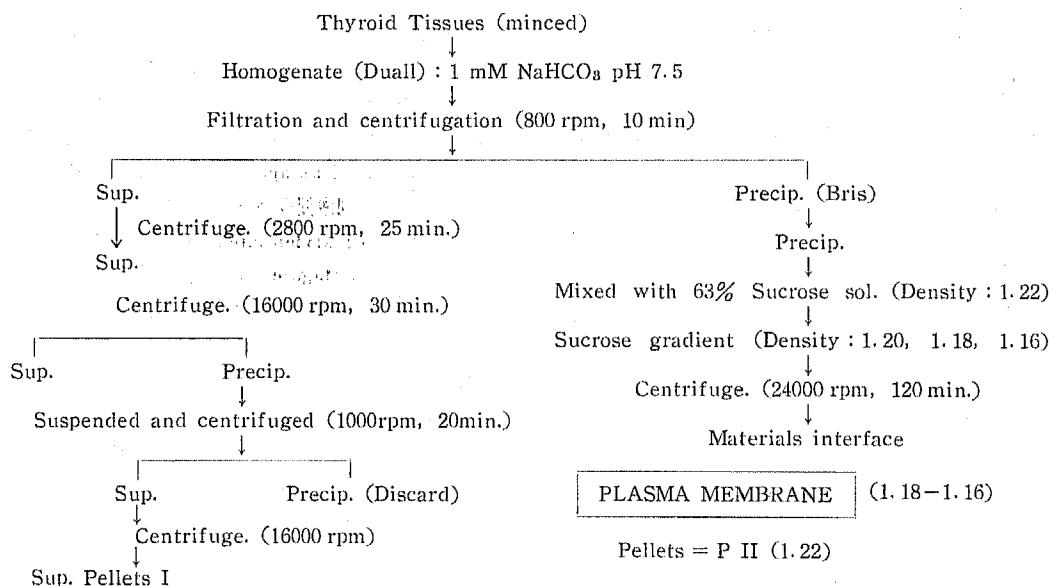 Thyroid Tissues (minced)
Homogenate (Duall) : 1 mM NaHCO₃ pH 7.5
Filtration and centrifugation (800 rpm, 10 min)
Sup.
Centrifuge. (2800 rpm, 25 min.)
Sup.
Centrifuge. (16000 rpm, 30 min.)
Sup.
Precip.
Suspended and centrifuged (1000rpm, 20min.)
Sup.
Precip. (Discard)
Centrifuge. (16000 rpm)
Sup. Pellets I
Precip. (Bris)
Precip.
Mixed with 63% Sucrose sol. (Density : 1.22)
Sucrose gradient (Density : 1.20, 1.18, 1.16)
Centrifuge. (24000 rpm, 120 min.)
Materials interface
PLASMA MEMBRANE (1.18−1.16)
Pellets = P II (1.22)